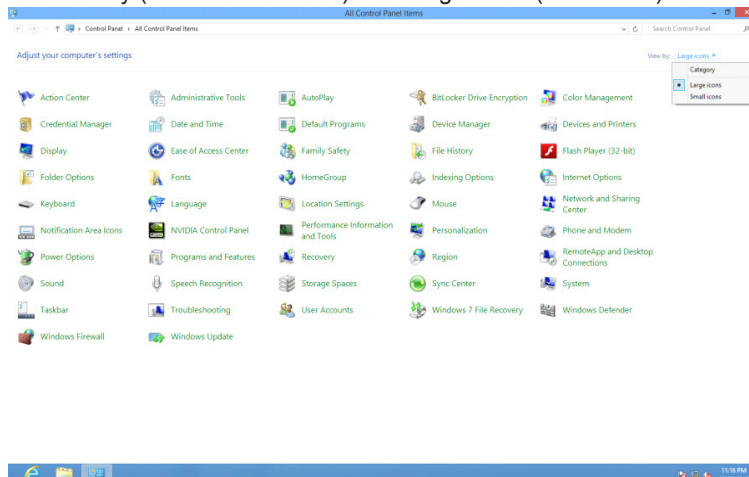 All Control Panel Items
Control Panel All Control Panel Items
Search Control Panel
Adjust your computer's settings
View by: Large icons
Category
Large icons
Small icons
Action Center Administrative Tools AutoPlay BitLocker Drive Encryption Color Management
Credential Manager Date and Time Default Programs Device Manager Devices and Printers
Display Ease of Access Center Family Safety File History Flash Player (32-bit)
Folder Options Fonts HomeGroup Indexing Options Internet Options
Keyboard Language Location Settings Mouse Network and Sharing
Center
Notification Area Icons NVIDIA Control Panel Performance Information
and Tools Personalization Phone and Modem
Power Options Programs and Features Recovery Region RemoteApp and Desktop
Connections
Sound Speech Recognition Storage Spaces Sync Center System
Taskbar Troubleshooting User Accounts Windows 7 File Recovery Windows Defender
Windows Firewall Windows Update
11:16 PM